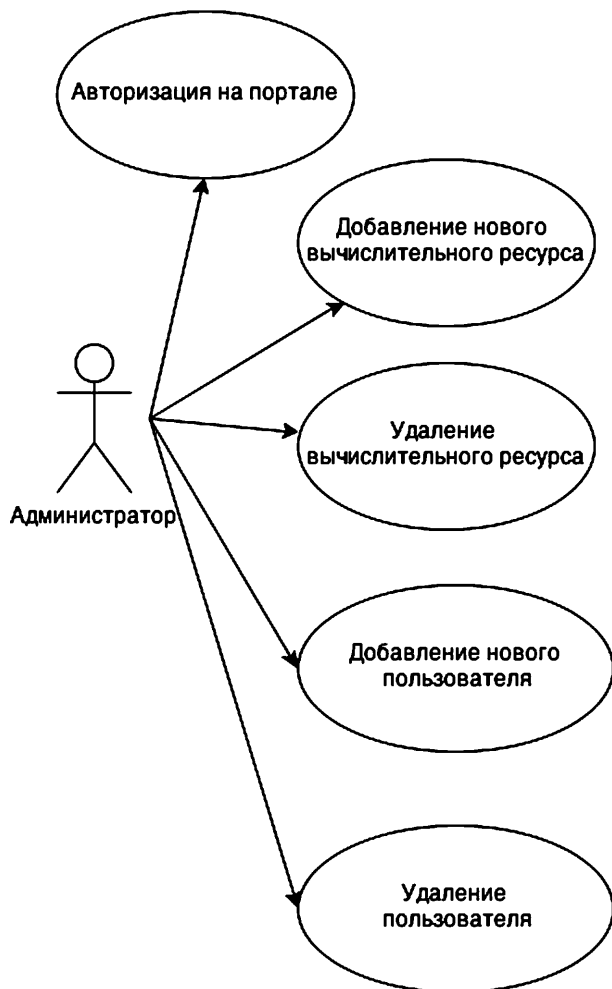 Авторизация на портале
Добавление нового
вычислительного ресурса
Удаление
вычислительного ресурса
Администратор
Добавление нового
пользователя
Удаление
пользователя